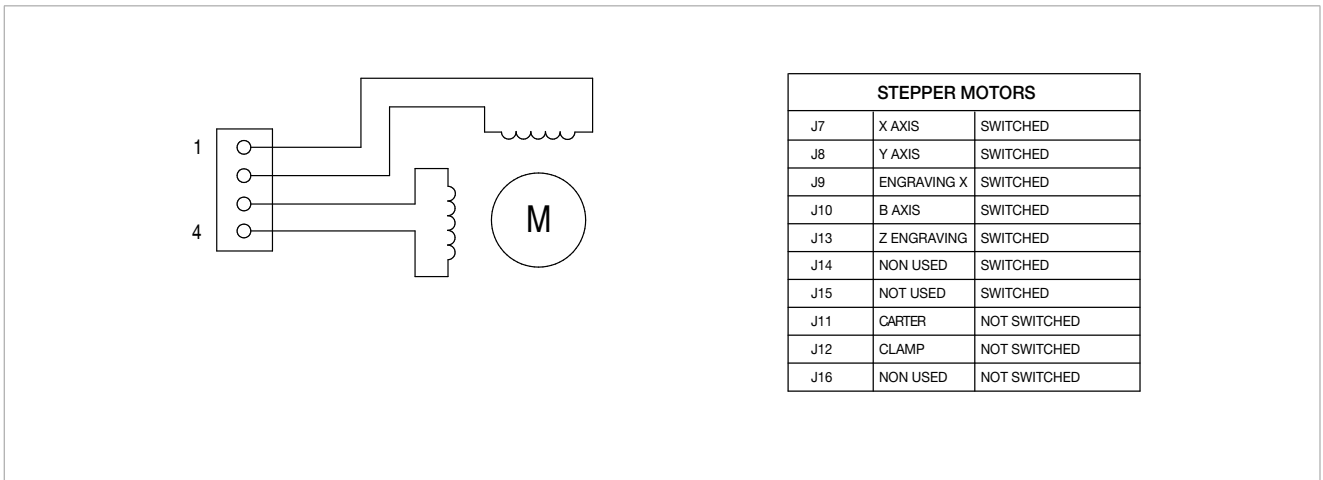 1
4
M
STEPPER MOTORS
J7 X AXIS SWITCHED
J8 Y AXIS SWITCHED
J9 ENGRAVING X SWITCHED
J10 B AXIS SWITCHED
J13 Z ENGRAVING SWITCHED
J14 NON USED SWITCHED
J15 NOT USED SWITCHED
J11 CARTER NOT SWITCHED
J12 CLAMP NOT SWITCHED
J16 NON USED NOT SWITCHED